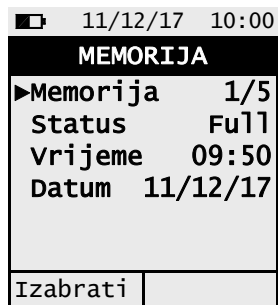 11/12/17 10:00
MEMORIJA
►Memorija 1/5
Status Full
Vrijeme 09:50
Datum 11/12/17
Izabrati